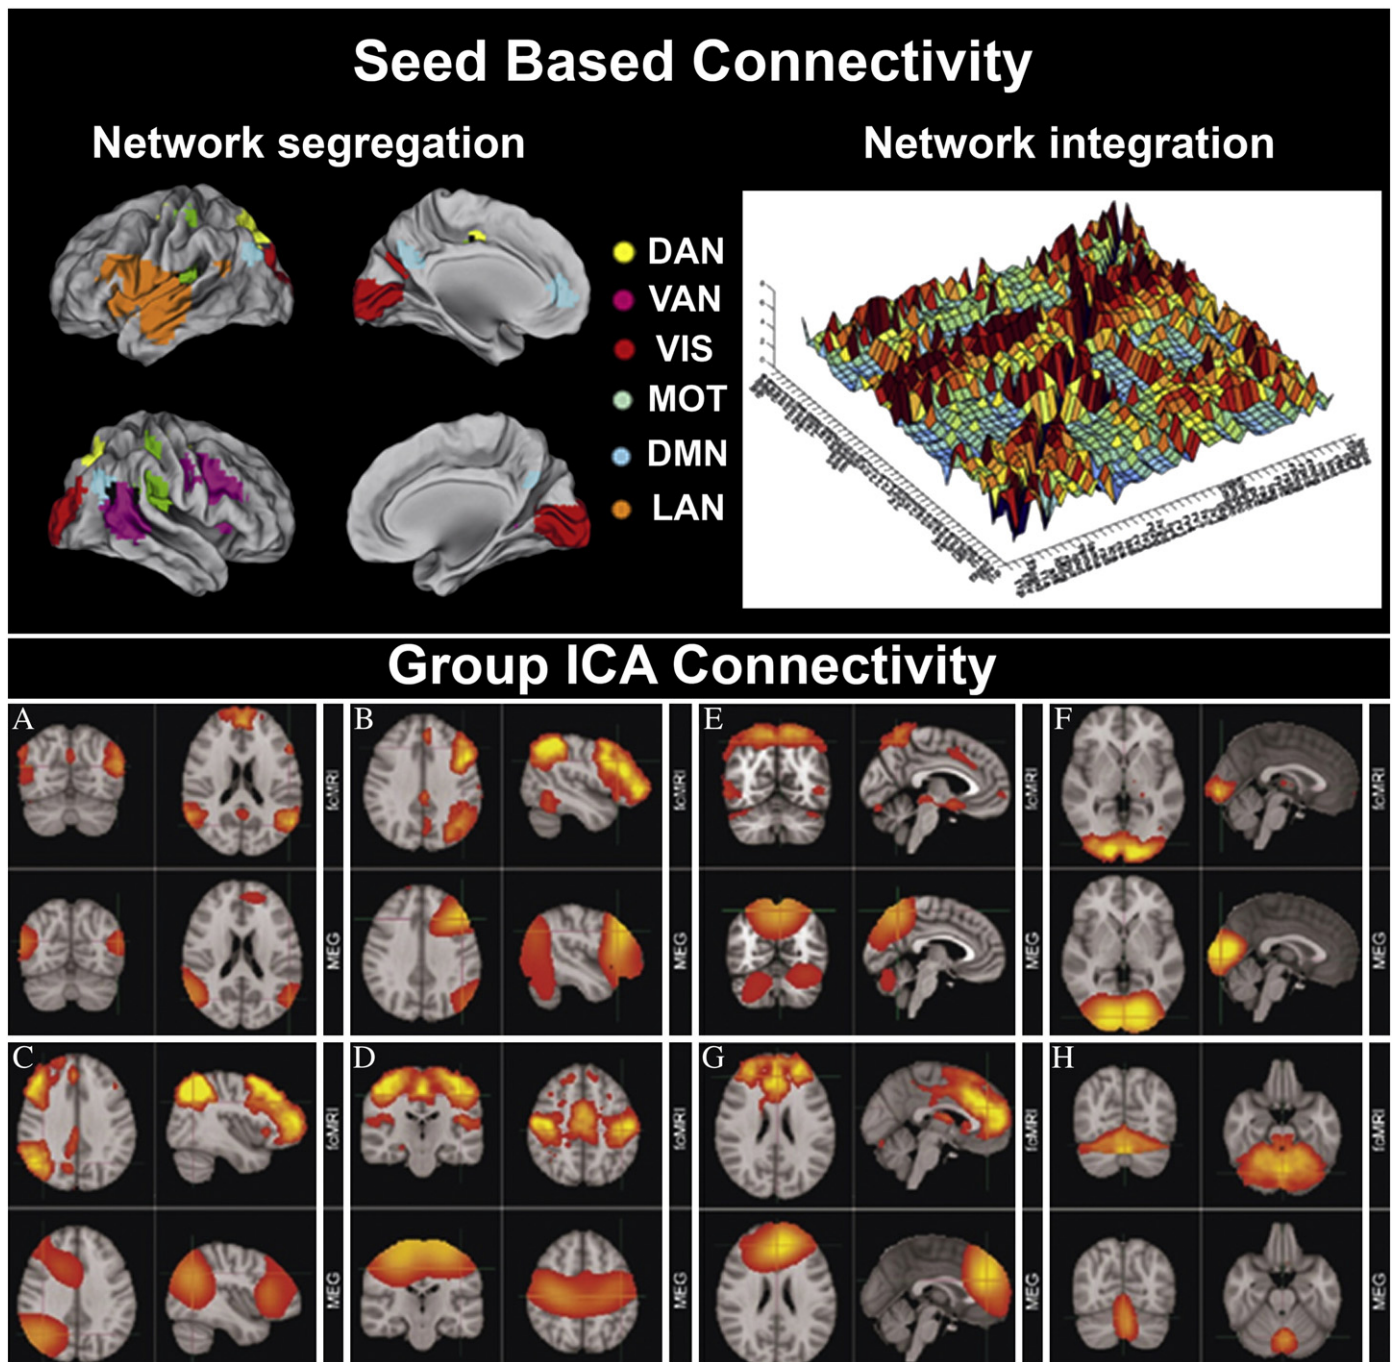 Seed Based Connectivity
Network segregation
Network integration
DAN
VAN
VIS
MOT
DMN
LAN
Group ICA Connectivity
A
fcMRI
MEG
B
fcMRI
MEG
E
fcMRI
MEG
F
fcMRI
MEG
C
fcMRI
MEG
D
fcMRI
MEG
G
fcMRI
MEG
H
fcMRI
MEG